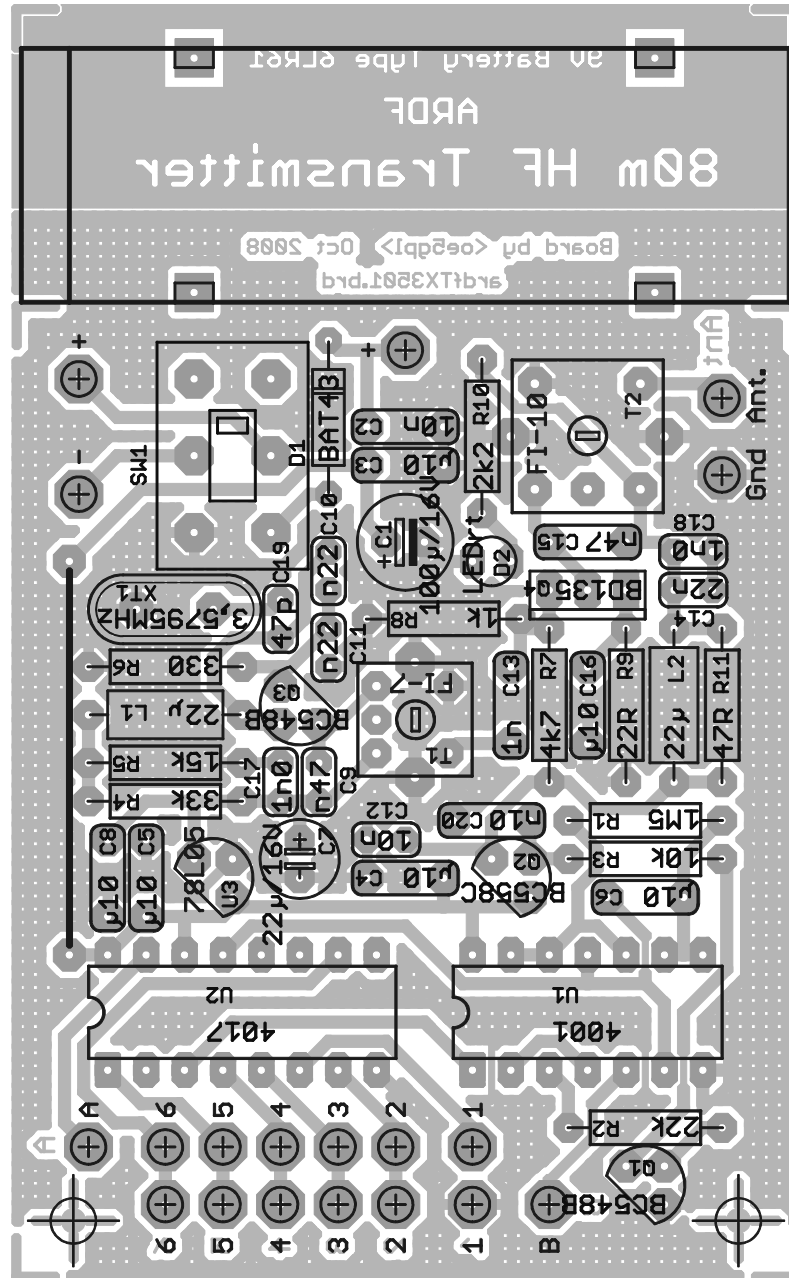 9V Battery Type 6LR61
ARDF
80m HF Transmitter
Board by <oe5gpl> Oct 2008
ardfTX3501.brd
Ant
+
+
-
SW1
D1
BAT43
C2 10n
C3 µ10
R10
2k2
FI-10
T2
Ant.
Gnd
C10
n22
C1
+
100µ/16V
LEDrt
D2
C15 n47
C18
1n0
BD135 Q4
22n
C14
C19
47p
XT1
3,5795MHz
n22
C11
R8 1k
R6 330
L1 22µ
R5 15k
R4 33k
Q3
BC548B
FI-7
T1
C13
1n
R7
4k7
C16
µ10
R9
22R
L2
22µ
R11
47R
C17
1n0
n47
C9
C8
µ10
C5
µ10
78L05
U3
22µ/16V
+
C7
C12
10n
C4 µ10
C20 n10
Q2
BC558C
R1 1M5
R3 10k
C6 µ10
U2
4017
U1
4001
A
A
6
5
4
3
2
1
R2 22k
Q1
BC548B
6
5
4
3
2
1
B